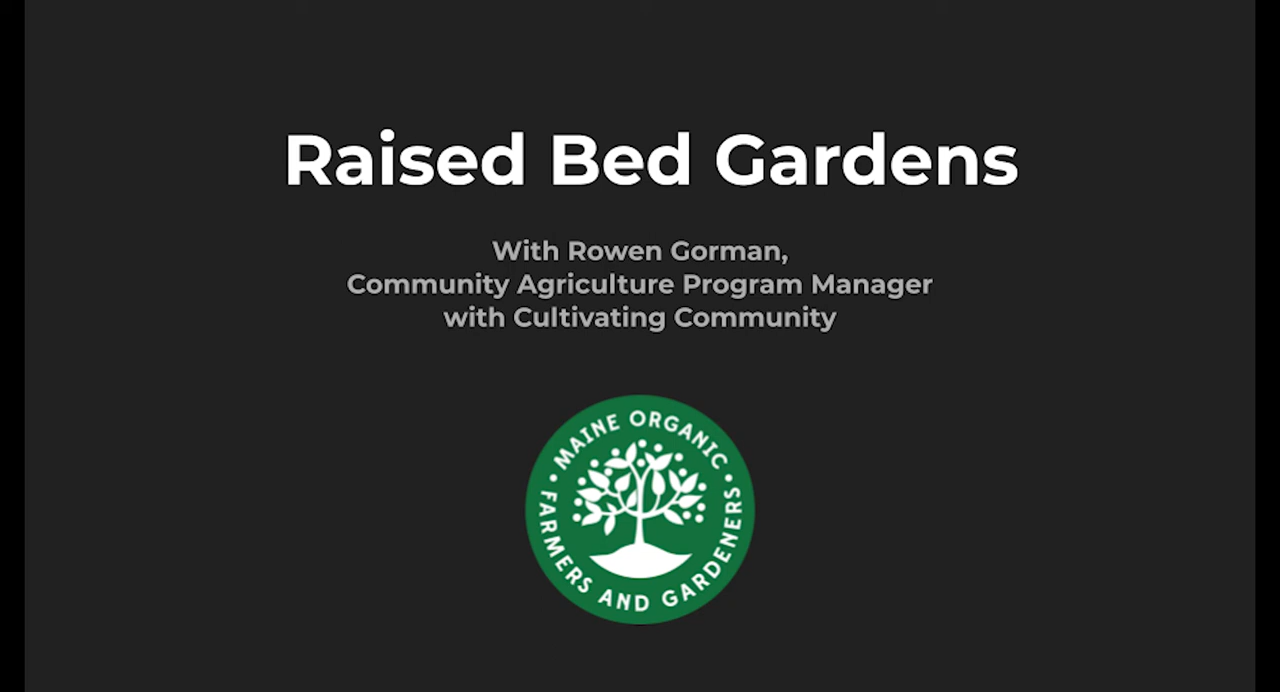 Raised Bed Gardens
With Rowen Gorman,
Community Agriculture Program Manager
with Cultivating Community
MAINE ORGANIC
FARMERS AND GARDENERS